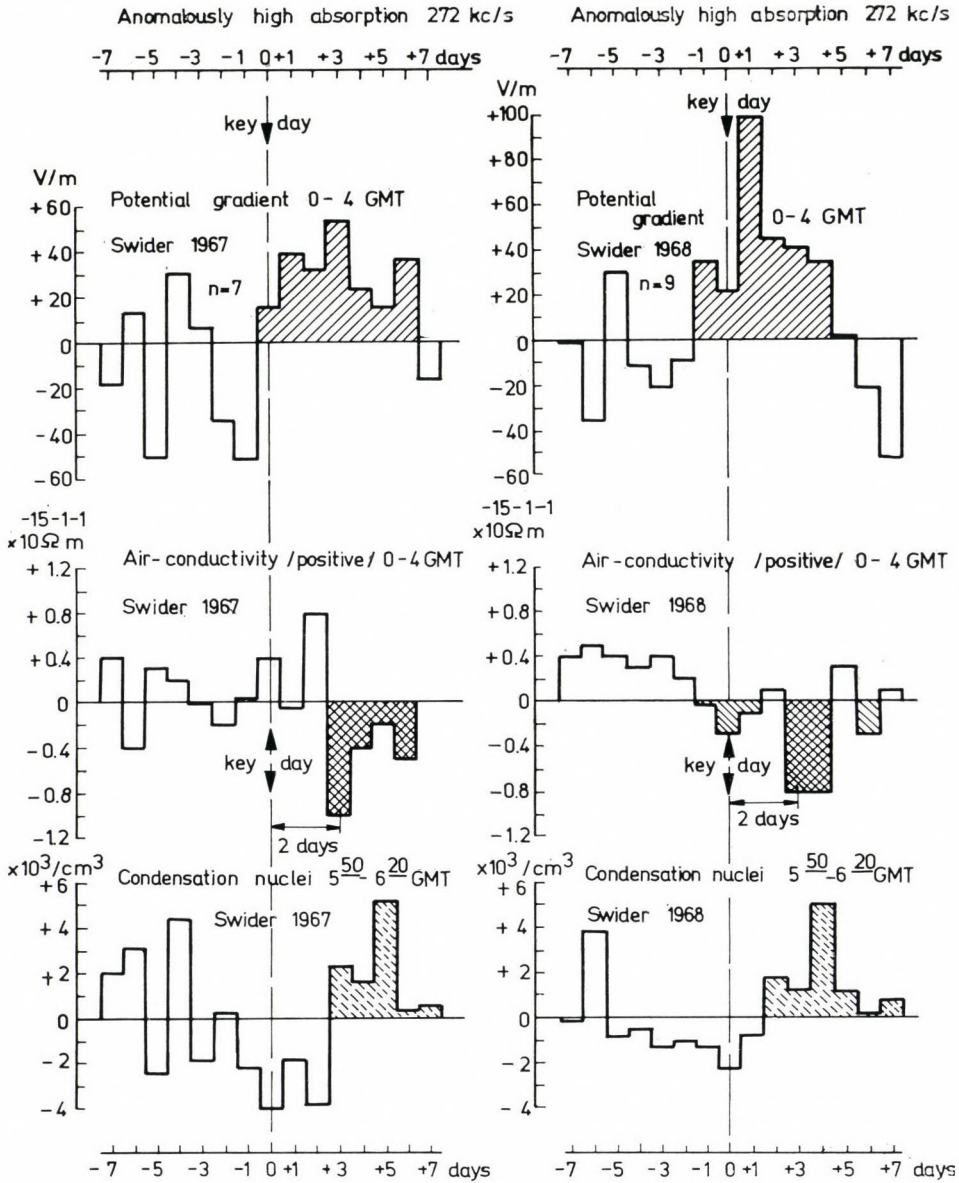 Anomalously high absorption 272 kc/s
-7 -5 -3 -1 0 +1 +3 +5 +7 days
key day
V/m
+60
+40
+20
0
-20
-40
-60
Potential gradient 0-4 GMT
Swider 1967
n=7
-15-1-1
x10Ωm
+1.2
+0.8
+0.4
0
-0.4
-0.8
-1.2
Air-conductivity /positive/ 0-4 GMT
Swider 1967
key day
2 days
x10³/cm³
+6
+4
+2
0
-2
-4
Condensation nuclei 5 50 - 6 20 GMT
Swider 1967
-7 -5 -3 -1 0 +1 +3 +5 +7 days
Anomalously high absorption 272 kc/s
-7 -5 -3 -1 0 +1 +3 +5 +7 days
key day
V/m
+100
+80
+60
+40
+20
0
-20
-40
-60
Potential
gradient 0-4 GMT
Swider 1968
n=9
-15-1-1
x10Ωm
+1.2
+0.8
+0.4
0
-0.4
-0.8
-1.2
Air-conductivity /positive/ 0-4 GMT
Swider 1968
key day
2 days
x10³/cm³
+6
+4
+2
0
-2
-4
Condensation nuclei 5 50 - 6 20 GMT
Swider 1968
-7 -5 -3 -1 0 +1 +3 +5 +7 days